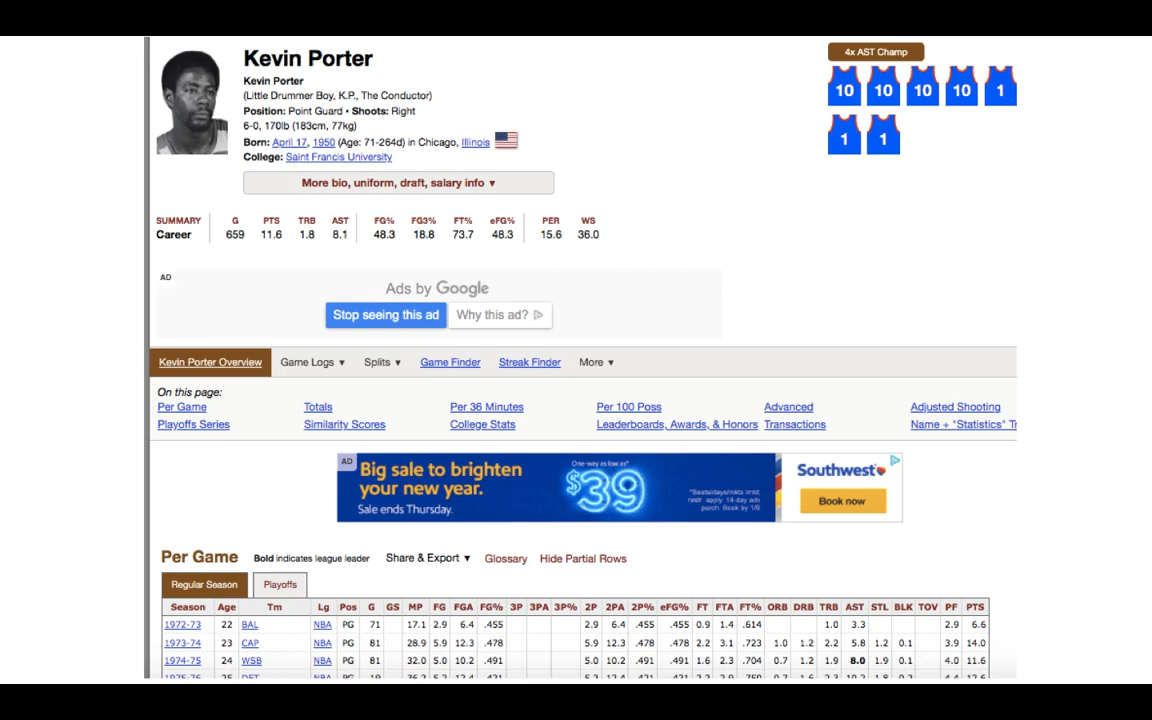 Kevin Porter
Kevin Porter
(Little Drummer Boy, K.P., The Conductor)
Position: Point Guard • Shoots: Right
6-0, 170lb (183cm, 77kg)
Born: April 17, 1950 (Age: 71-264d) in Chicago, Illinois
College: Saint Francis University
More bio, uniform, draft, salary info ▼
4x AST Champ
10 10 10 10 1
1 1
SUMMARY G PTS TRB AST FG% FG3% FT% eFG% PER WS
Career 659 11.6 1.8 8.1 48.3 18.8 73.7 48.3 15.6 36.0
AD
Ads by Google
Stop seeing this ad Why this ad?
Kevin Porter Overview Game Logs ▼ Splits ▼ Game Finder Streak Finder More ▼
On this page:
Per Game Totals Per 36 Minutes Per 100 Poss Advanced Adjusted Shooting
Playoffs Series Similarity Scores College Stats Leaderboards, Awards, & Honors Transactions Name + "Statistics" Tr
AD
Big sale to brighten
your new year.
Sale ends Thursday.
One-way as low as*
$39
Southwest
Book now
Per Game Bold indicates league leader Share & Export ▼ Glossary Hide Partial Rows
Regular Season Playoffs
Season Age Tm Lg Pos G GS MP FG FGA FG% 3P 3PA 3P% 2P 2PA 2P% eFG% FT FTA FT% ORB DRB TRB AST STL BLK TOV PF PTS
1972-73 22 BAL NBA PG 71 17.1 2.9 6.4 .455 2.9 6.4 .455 .455 0.9 1.4 .614 1.0 3.3 2.9 6.6
1973-74 23 CAP NBA PG 81 28.9 5.9 12.3 .478 5.9 12.3 .478 .478 2.2 3.1 .723 1.0 1.2 2.2 5.8 1.2 0.1 3.9 14.0
1974-75 24 WSB NBA PG 81 32.0 5.0 10.2 .491 5.0 10.2 .491 .491 1.6 2.3 .704 0.7 1.2 1.9 8.0 1.9 0.1 4.0 11.6